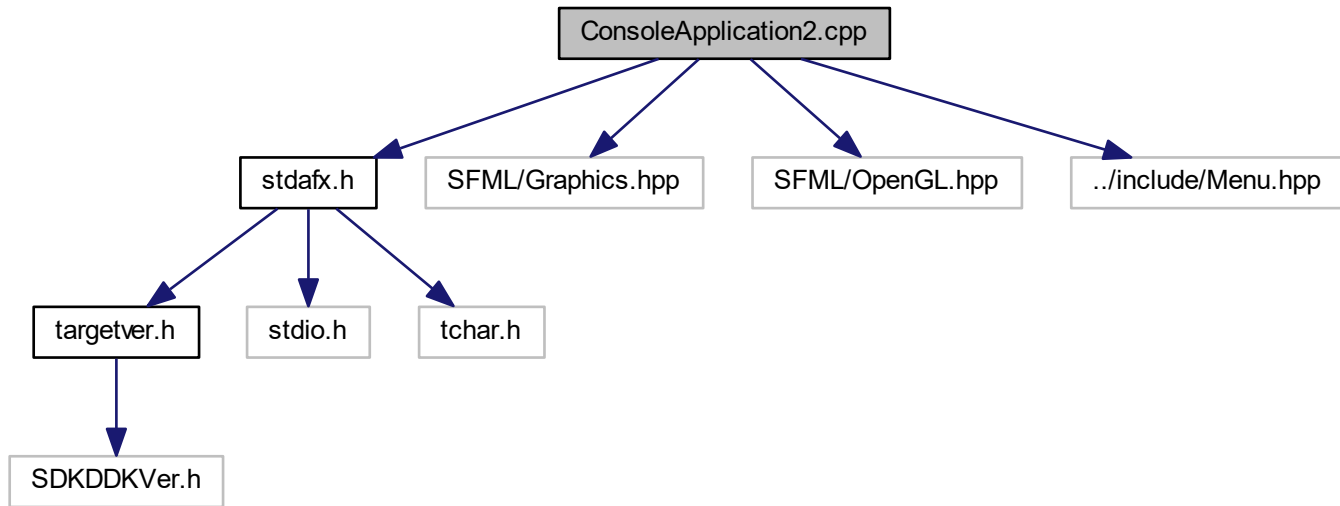 ConsoleApplication2.cpp
stdafx.h
SFML/Graphics.hpp
SFML/OpenGL.hpp
../include/Menu.hpp
targetver.h
stdio.h
tchar.h
SDKDDKVer.h